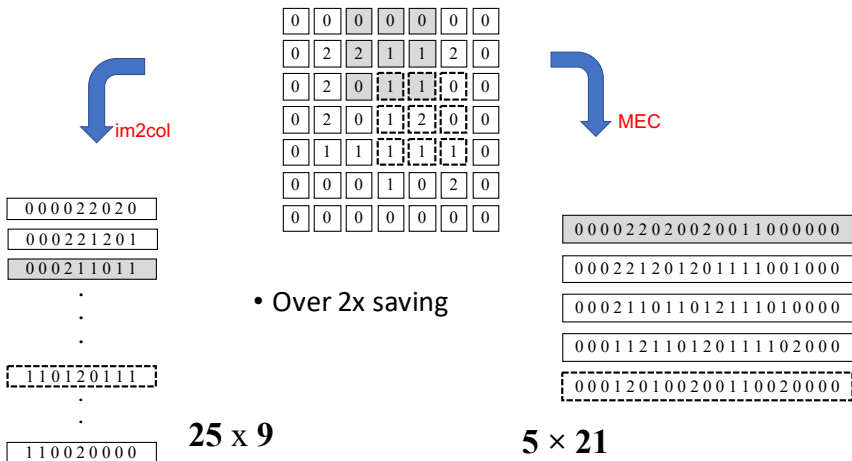 0 0 0 0 0 0 0
0 2 2 1 1 2 0
0 2 0 1 1 0 0
0 2 0 1 2 0 0
0 1 1 1 1 1 0
0 0 0 1 0 2 0
0 0 0 0 0 0 0
im2col
MEC
0 0 0 0 2 2 0 2 0
0 0 0 2 2 1 2 0 1
0 0 0 2 1 1 0 1 1
1 1 0 1 2 0 1 1 1
1 1 0 0 2 0 0 0 0
25 x 9
• Over 2x saving
0 0 0 0 2 2 0 2 0 0 2 0 0 1 1 0 0 0 0 0 0
0 0 0 2 2 1 2 0 1 2 0 1 1 1 1 0 0 1 0 0 0
0 0 0 2 1 1 0 1 1 0 1 2 1 1 1 0 1 0 0 0 0
0 0 0 1 1 2 1 1 0 1 2 0 1 1 1 1 0 2 0 0 0
0 0 0 1 2 0 1 0 0 2 0 0 1 1 0 0 2 0 0 0 0
5 × 21